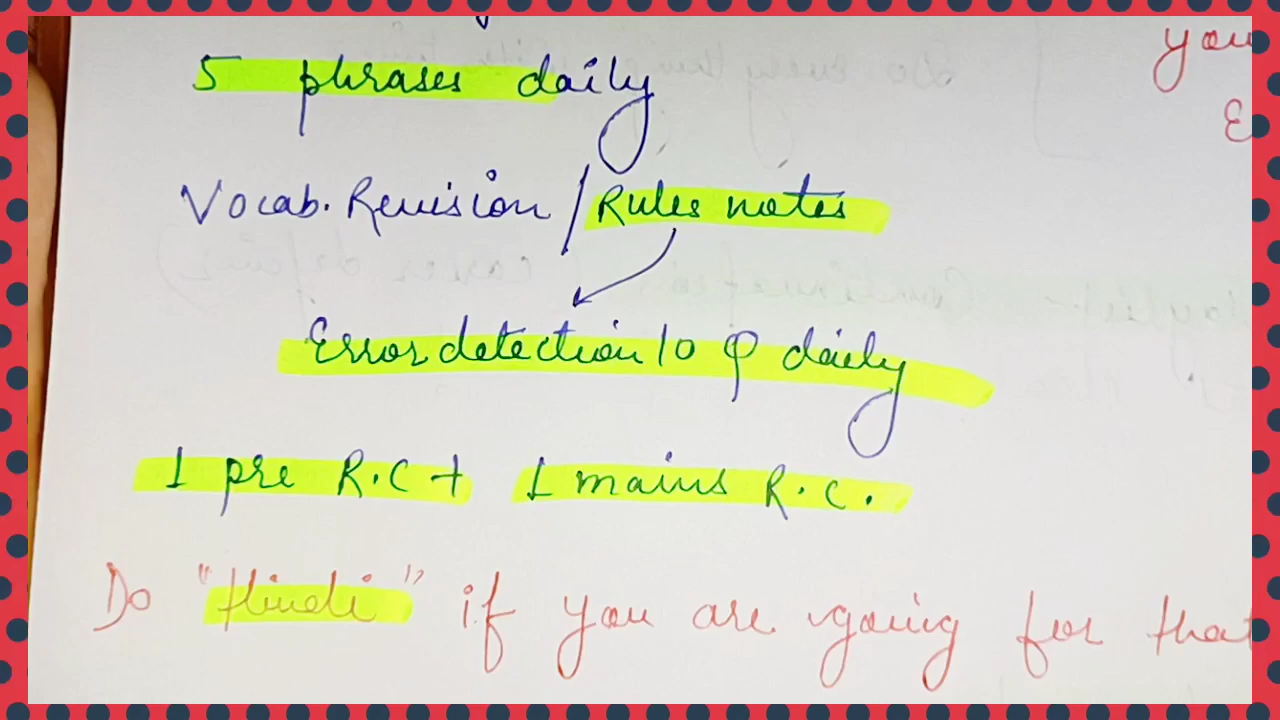 5 phrases daily
Vocab. Revision / Rules notes
Error detection 10 Q daily
1 pre R.C + 1 mains R.C.
Do "Hindi" if you are going for that
you
E